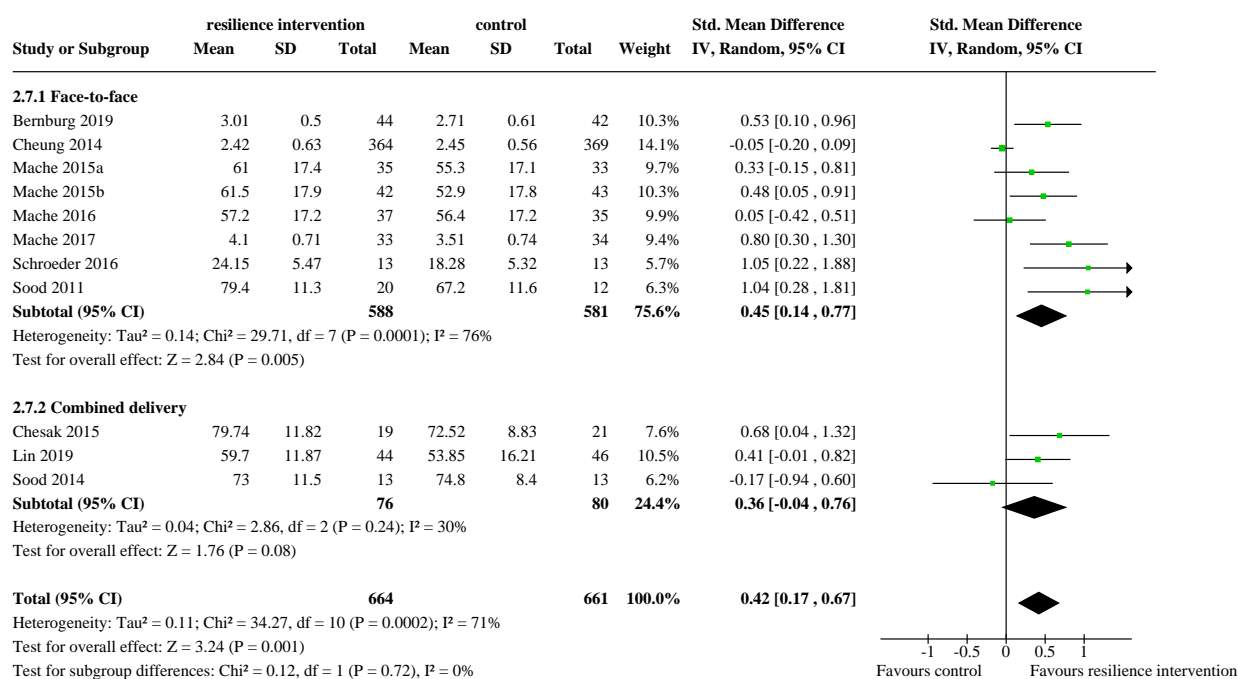 resilience intervention control Std. Mean Difference Std. Mean Difference
Study or Subgroup Mean SD Total Mean SD Total Weight IV, Random, 95% CI IV, Random, 95% CI
2.7.1 Face-to-face
Bernburg 2019 3.01 0.5 44 2.71 0.61 42 10.3% 0.53 [0.10 , 0.96]
Cheung 2014 2.42 0.63 364 2.45 0.56 369 14.1% -0.05 [-0.20 , 0.09]
Mache 2015a 61 17.4 35 55.3 17.1 33 9.7% 0.33 [-0.15 , 0.81]
Mache 2015b 61.5 17.9 42 52.9 17.8 43 10.3% 0.48 [0.05 , 0.91]
Mache 2016 57.2 17.2 37 56.4 17.2 35 9.9% 0.05 [-0.42 , 0.51]
Mache 2017 4.1 0.71 33 3.51 0.74 34 9.4% 0.80 [0.30 , 1.30]
Schroeder 2016 24.15 5.47 13 18.28 5.32 13 5.7% 1.05 [0.22 , 1.88]
Sood 2011 79.4 11.3 20 67.2 11.6 12 6.3% 1.04 [0.28 , 1.81]
Subtotal (95% CI) 588 581 75.6% 0.45 [0.14 , 0.77]
Heterogeneity: Tau² = 0.14; Chi² = 29.71, df = 7 (P = 0.0001); I² = 76%
Test for overall effect: Z = 2.84 (P = 0.005)
2.7.2 Combined delivery
Chesak 2015 79.74 11.82 19 72.52 8.83 21 7.6% 0.68 [0.04 , 1.32]
Lin 2019 59.7 11.87 44 53.85 16.21 46 10.5% 0.41 [-0.01 , 0.82]
Sood 2014 73 11.5 13 74.8 8.4 13 6.2% -0.17 [-0.94 , 0.60]
Subtotal (95% CI) 76 80 24.4% 0.36 [-0.04 , 0.76]
Heterogeneity: Tau² = 0.04; Chi² = 2.86, df = 2 (P = 0.24); I² = 30%
Test for overall effect: Z = 1.76 (P = 0.08)
Total (95% CI) 664 661 100.0% 0.42 [0.17 , 0.67]
Heterogeneity: Tau² = 0.11; Chi² = 34.27, df = 10 (P = 0.0002); I² = 71%
Test for overall effect: Z = 3.24 (P = 0.001) -1 -0.5 0 0.5 1
Test for subgroup differences: Chi² = 0.12, df = 1 (P = 0.72), I² = 0% Favours control Favours resilience intervention